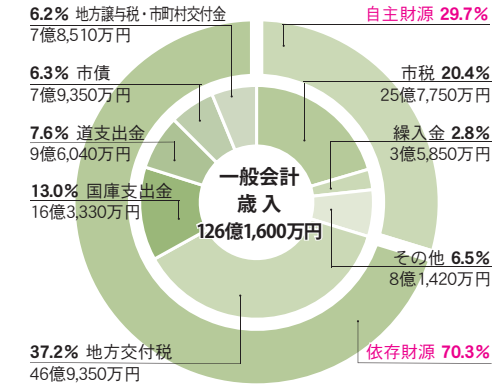 6.2% 地方譲与税・市町村交付金
7億8,510万円
自主財源 29.7%
6.3% 市債
7億9,350万円
市税 20.4%
25億7,750万円
7.6% 道支出金
9億6,040万円
繰入金 2.8%
3億5,850万円
13.0% 国庫支出金
16億3,330万円
一般会計
歳入
126億1,600万円
その他 6.5%
8億1,420万円
37.2% 地方交付税
46億9,350万円
依存財源 70.3%